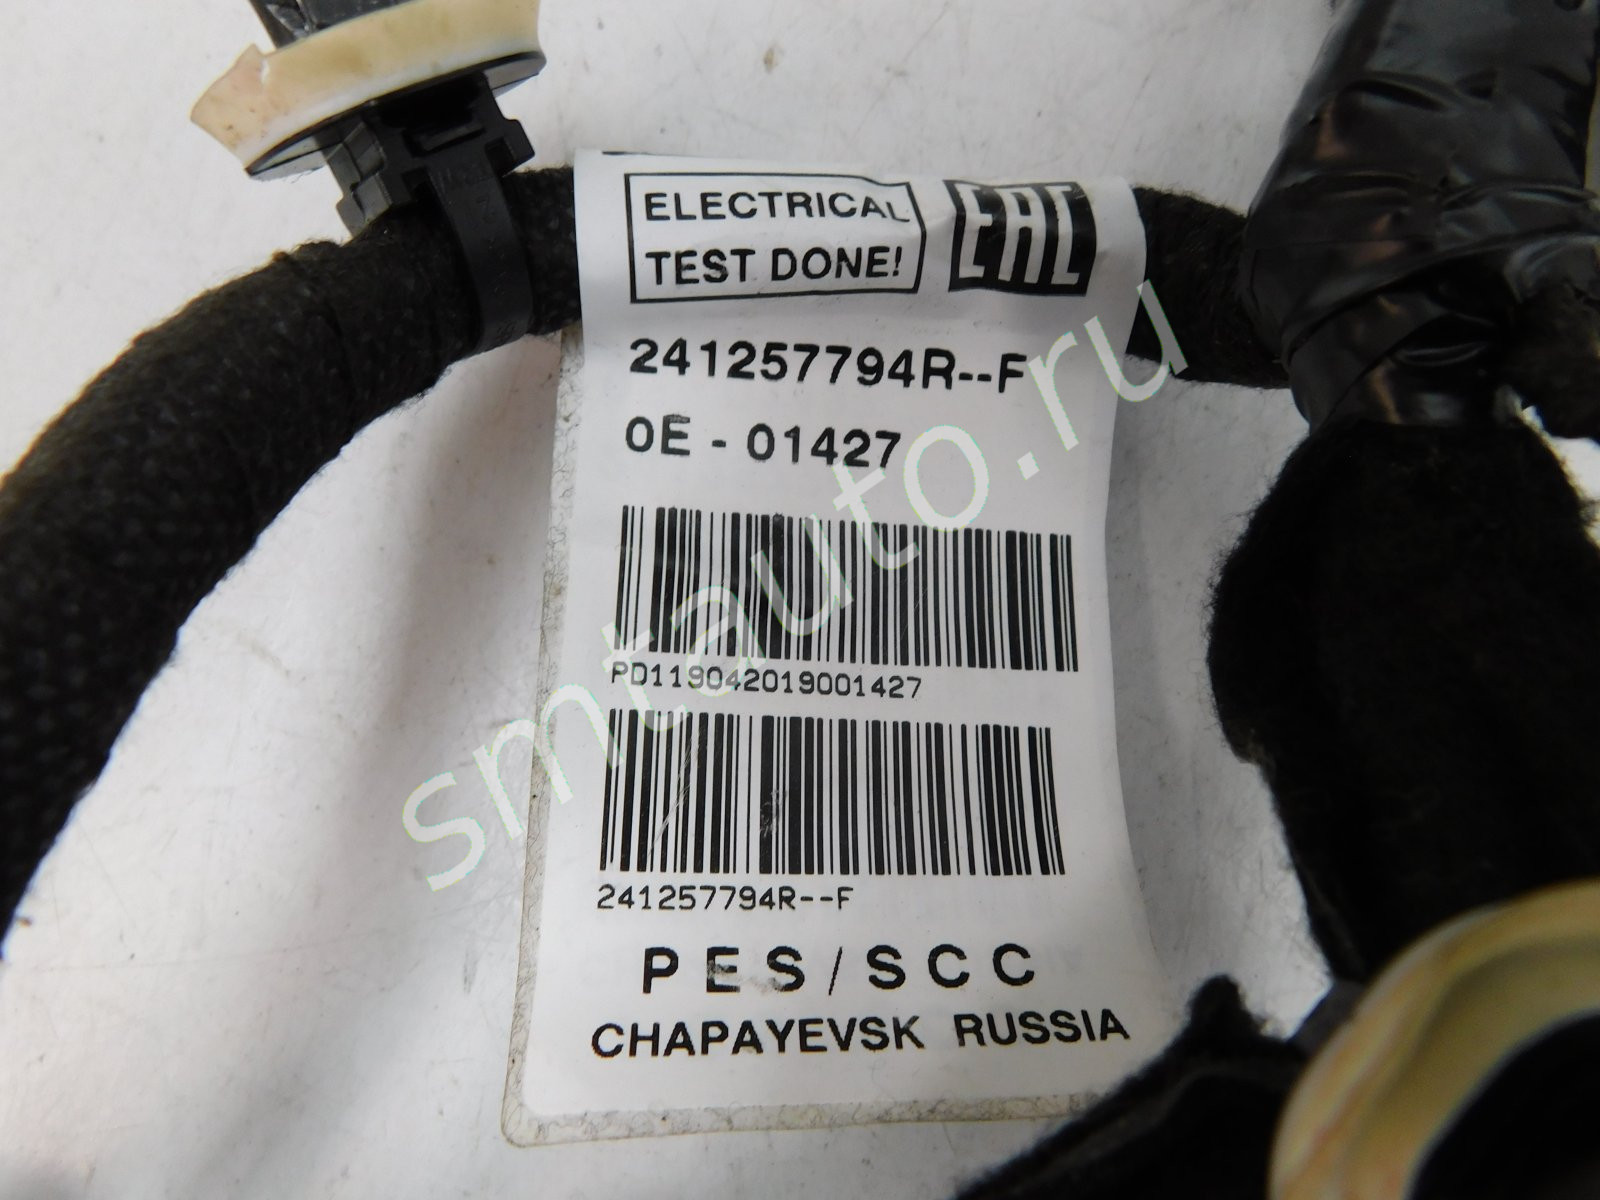 ELECTRICAL
TEST DONE!
EAC
241257794R--F
0E - 01427
PD119042019001427
241257794R--F
PES/SCC
CHAPAYEVSK RUSSIA
smtauto.ru